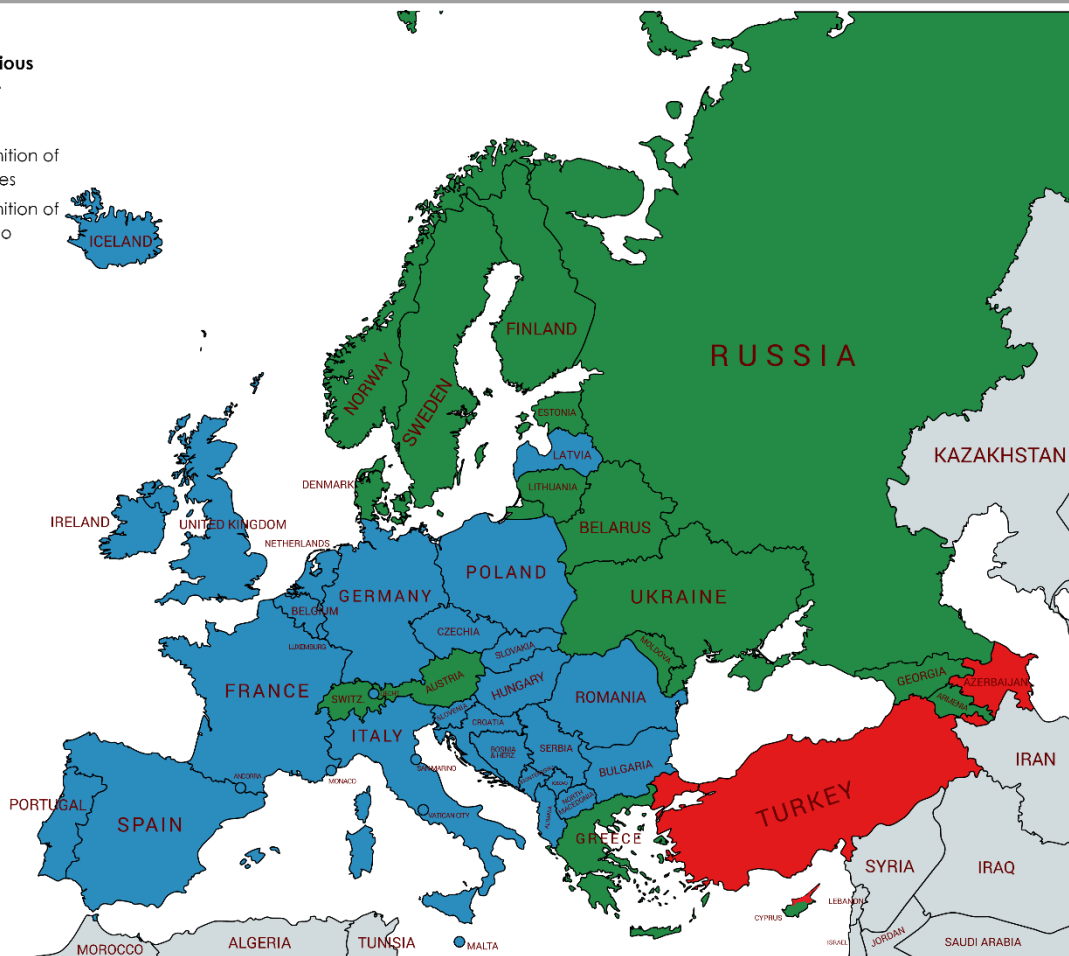 ious
nition of
es
nition of
o
ICELAND
FINLAND
RUSSIA
NORWAY
SWEDEN
ESTONIA
KAZAKHSTAN
LATVIA
DENMARK
LITHUANIA
IRELAND
UNITED KINGDOM
BELARUS
NETHERLANDS
POLAND
GERMANY
UKRAINE
BELGIUM
CZECHIA
LUXEMBURG
SLOVAKIA
MOLDOVA
FRANCE
SWITZ.
AUSTRIA
HUNGARY
ROMANIA
GEORGIA
AZERBAIJAN
ARMENIA
SLOVENIA
CROATIA
ITALY
BOSNIA
& HERZ.
SERBIA
IRAN
SAN MARINO
BULGARIA
ANDORRA
MONACO
PORTUGAL
SPAIN
VATICAN CITY
NORTH
MACEDONIA
TURKEY
GREECE
SYRIA
IRAQ
LEBANON
CYPRUS
MOROCCO
ALGERIA
TUNISIA
MALTA
ISRAEL
JORDAN
SAUDI ARABIA